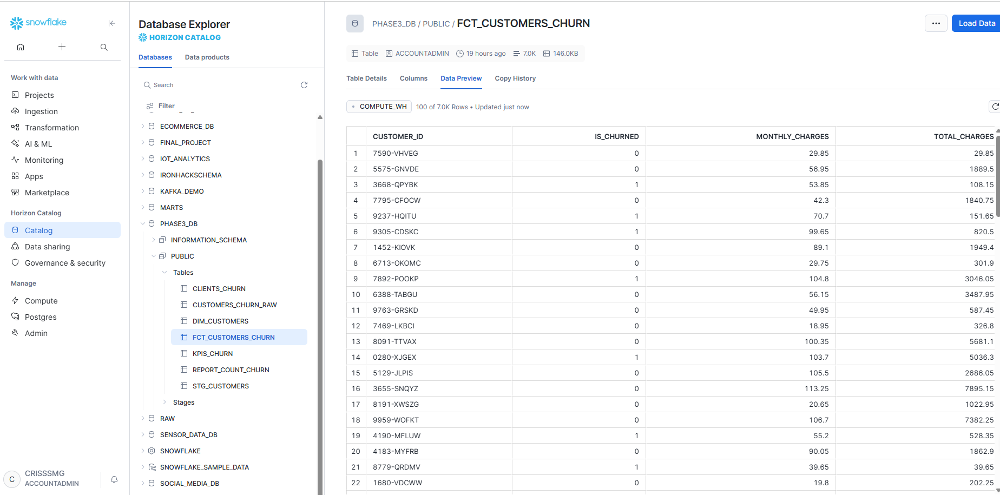 snowflake
Work with data
Projects
Ingestion
Transformation
AI & ML
Monitoring
Apps
Marketplace
Horizon Catalog
Catalog
Data sharing
Governance & security
Manage
Compute
Postgres
Admin
C
CRISSSMG
ACCOUNTADMIN
Database Explorer
HORIZON CATALOG
Databases Data products
Search
Filter
ECOMMERCE_DB
FINAL_PROJECT
IOT_ANALYTICS
IRONHACKSCHEMA
KAFKA_DEMO
MARTS
PHASE3_DB
INFORMATION_SCHEMA
PUBLIC
Tables
CLIENTS_CHURN
CUSTOMERS_CHURN_RAW
DIM_CUSTOMERS
FCT_CUSTOMERS_CHURN
KPIS_CHURN
REPORT_COUNT_CHURN
STG_CUSTOMERS
Stages
RAW
SENSOR_DATA_DB
SNOWFLAKE
SNOWFLAKE_SAMPLE_DATA
SOCIAL_MEDIA_DB
PHASE3_DB / PUBLIC / FCT_CUSTOMERS_CHURN
Load Data
Table ACCOUNTADMIN 19 hours ago 7.0K 146.0KB
Table Details Columns Data Preview Copy History
COMPUTE_WH 100 of 7.0K Rows • Updated just now
CUSTOMER_ID IS_CHURNED MONTHLY_CHARGES TOTAL_CHARGES
1 7590-VHVEG 0 29.85 29.85
2 5575-GNVDE 0 56.95 1889.5
3 3668-QPYBK 1 53.85 108.15
4 7795-CFOCW 0 42.3 1840.75
5 9237-HQITU 1 70.7 151.65
6 9305-CDSKC 1 99.65 820.5
7 1452-KIOVK 0 89.1 1949.4
8 6713-OKOMC 0 29.75 301.9
9 7892-POOKP 1 104.8 3046.05
10 6388-TABGU 0 56.15 3487.95
11 9763-GRSKD 0 49.95 587.45
12 7469-LKBCI 0 18.95 326.8
13 8091-TTVAX 0 100.35 5681.1
14 0280-XJGEX 1 103.7 5036.3
15 5129-JLPIS 0 105.5 2686.05
16 3655-SNQYZ 0 113.25 7895.15
17 8191-XWSZG 0 20.65 1022.95
18 9959-WOFKT 0 106.7 7382.25
19 4190-MFLUW 1 55.2 528.35
20 4183-MYFRB 0 90.05 1862.9
21 8779-QRDMV 1 39.65 39.65
22 1680-VDCWW 0 19.8 202.25